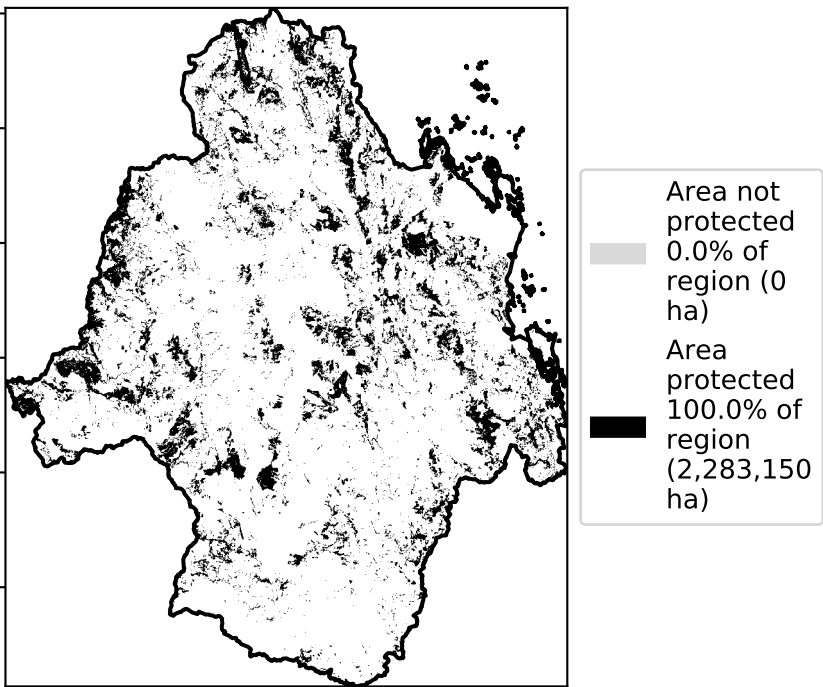 Area not
protected
0.0% of
region (0
ha)
Area
protected
100.0% of
region
(2,283,150
ha)